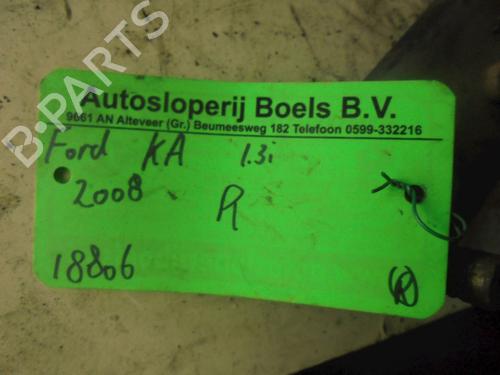 B-PARTS
Autosloperij Boels B.V.
9661 AN Alteveer (Gr.) Beumeesweg 182 Telefoon 0599-332216
Ford KA 1.3i
2008 R
18806 R